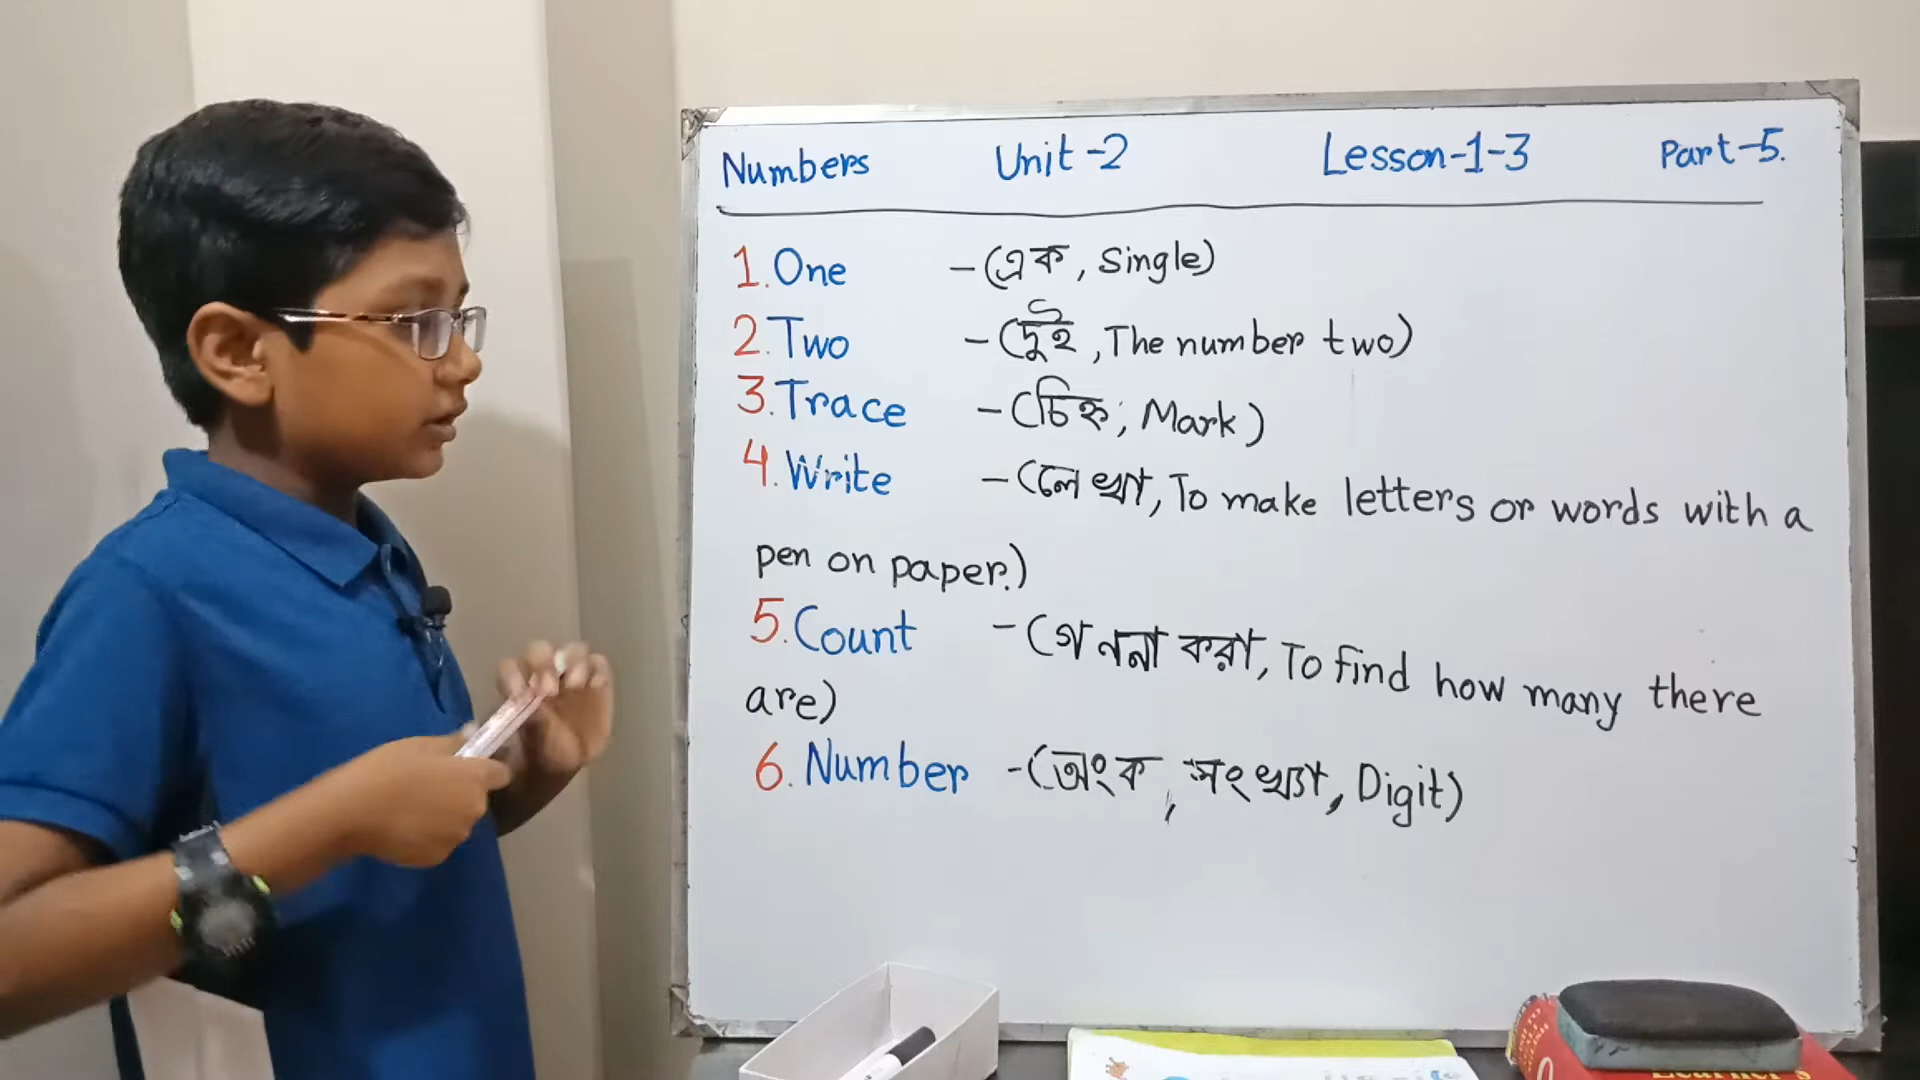 Numbers Unit-2 Lesson-1-3 Part-5.
1. One - (এক, Single)
2. Two - (দুই, The number two)
3. Trace - (চিহ্ন, Mark)
4. Write - (লেখা, To make letters or words with a
pen on paper.)
5. Count - (গননা করা, To find how many there
are)
6. Number - (অংক, সংখ্যা, Digit)
Learner's